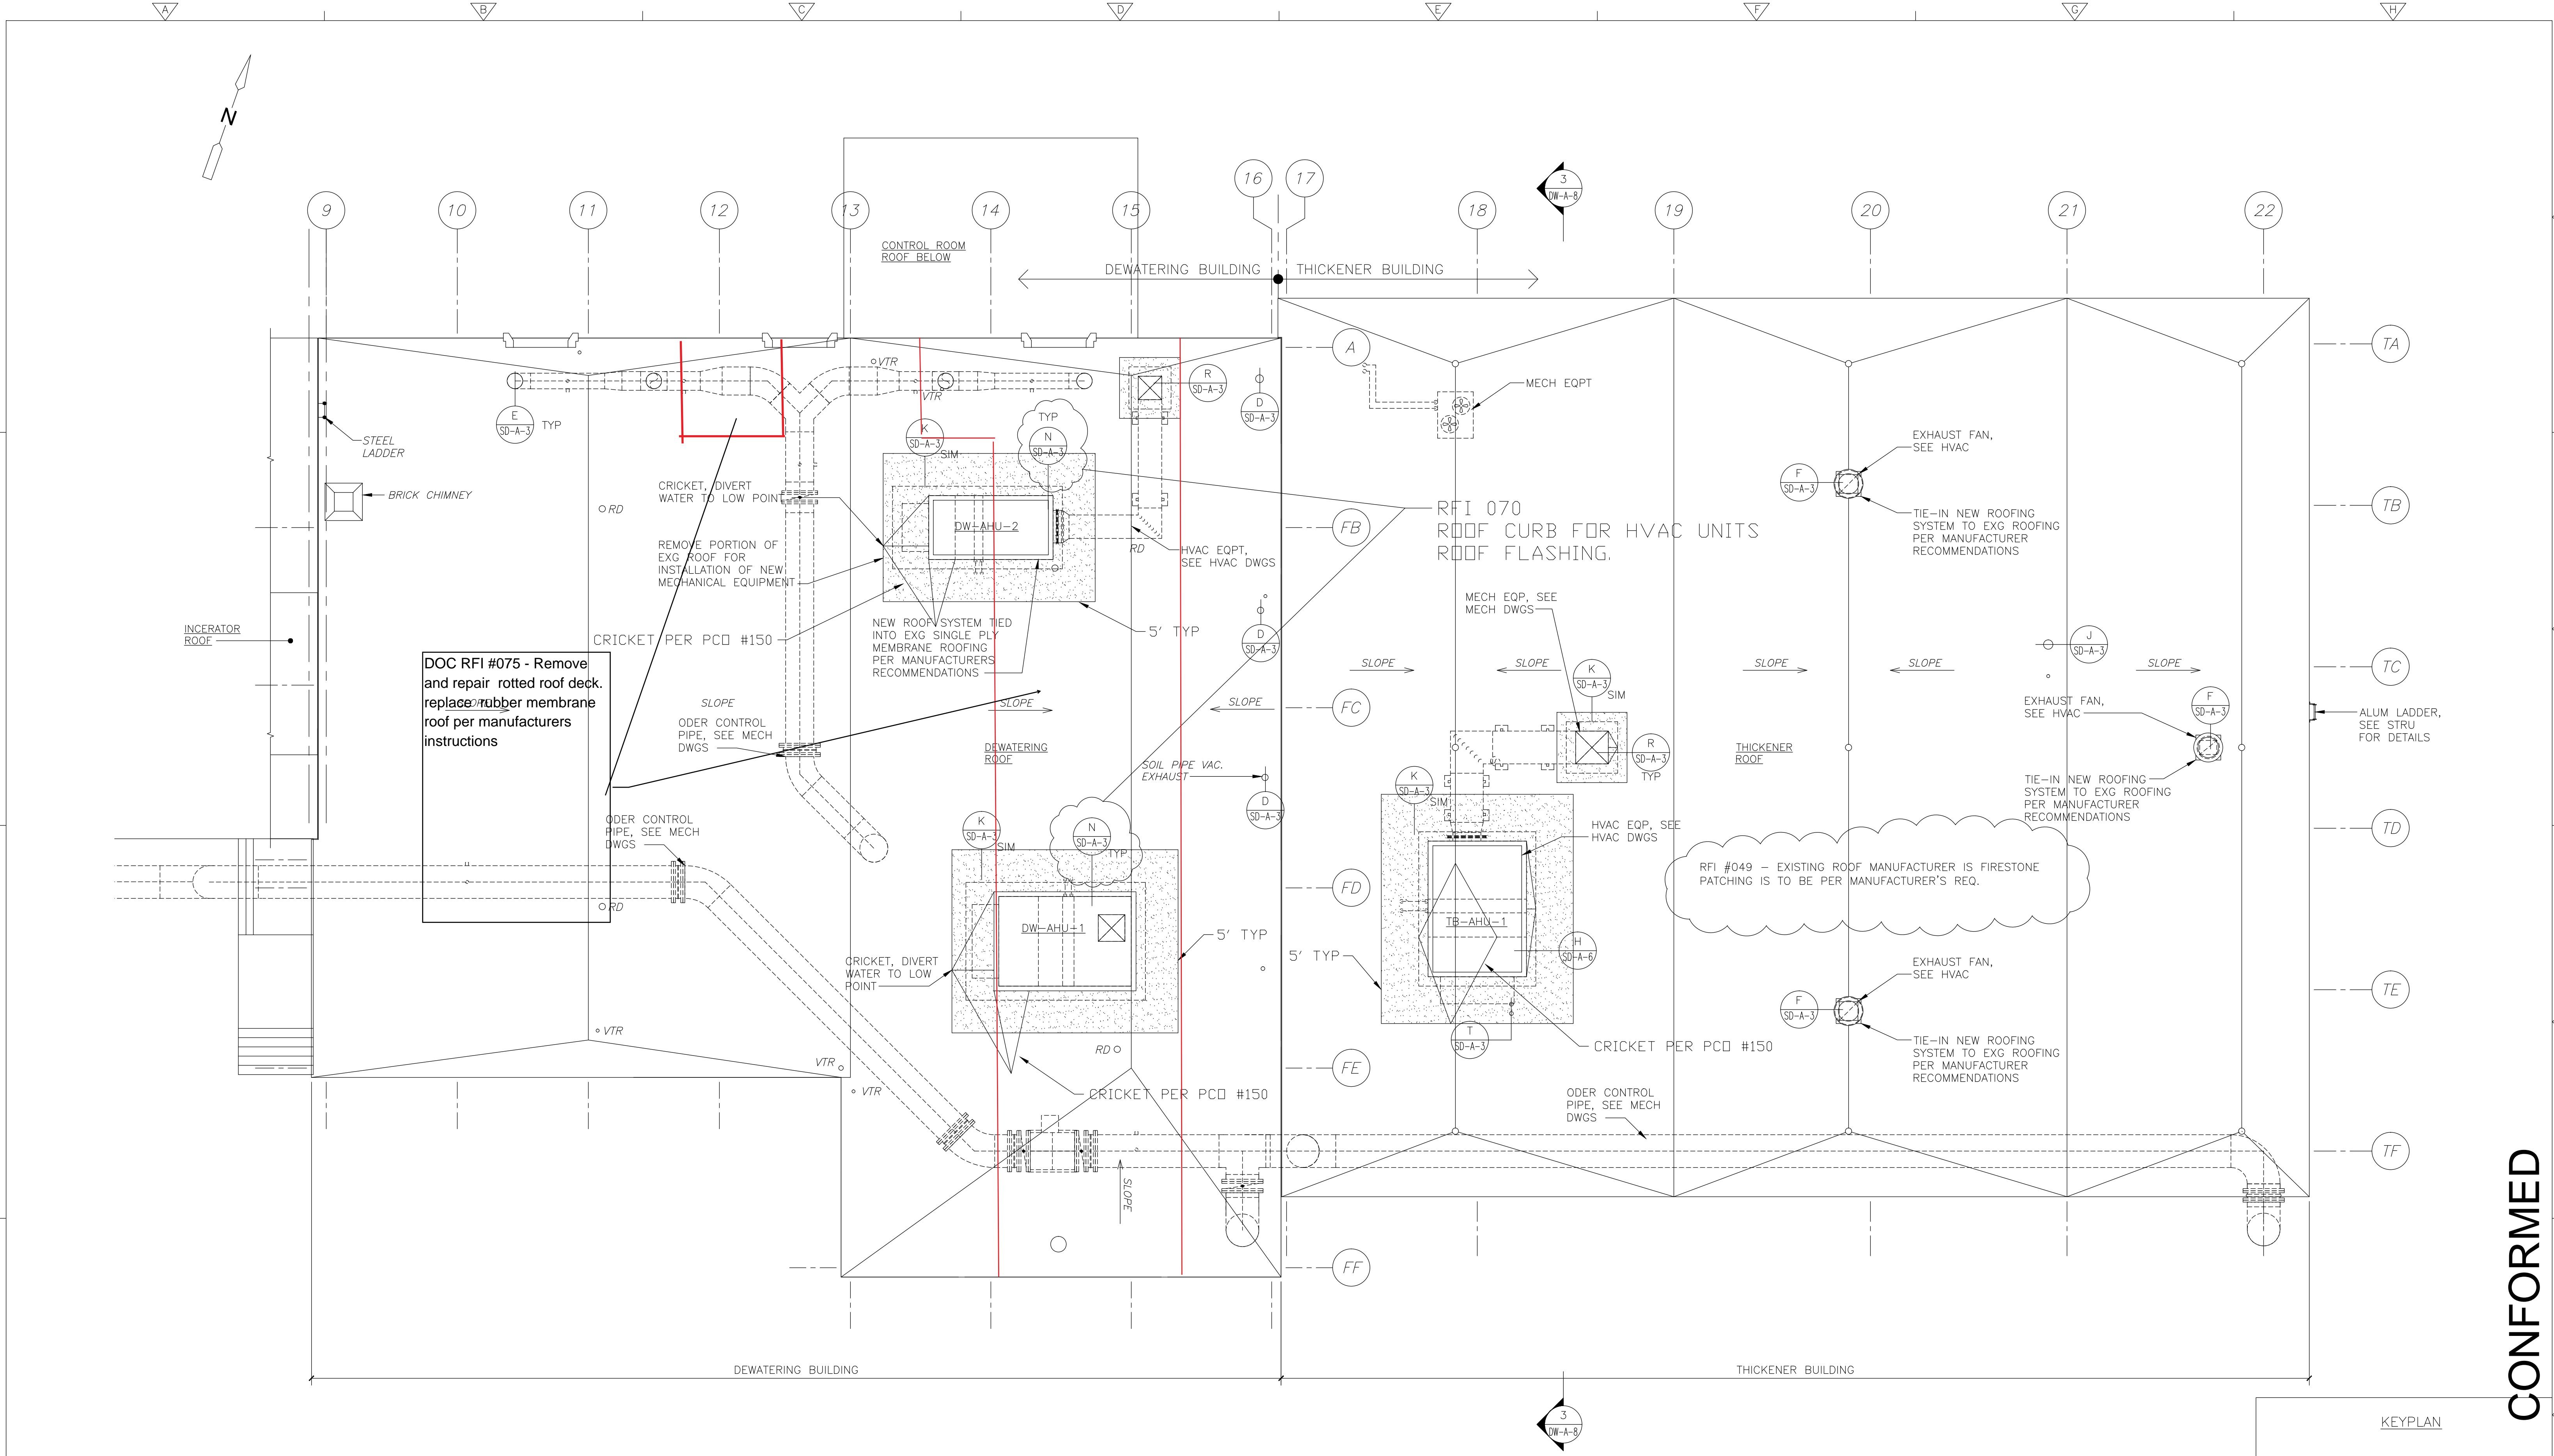 A
B
C
D
E
F
G
H
N
9
10
11
12
13
14
15
16
17
18
19
20
21
22
3
DW-A-8
CONTROL ROOM
ROOF BELOW
DEWATERING BUILDING
THICKENER BUILDING
A
TA
VTR
VTR
R
SD-A-3
D
SD-A-3
MECH EQPT
E
SD-A-3
TYP
STEEL
LADDER
K
SD-A-3
SIM
TYP
N
SD-A-3
EXHAUST FAN,
SEE HVAC
F
SD-A-3
BRICK CHIMNEY
CRICKET, DIVERT
WATER TO LOW POINT
RD
TB
TIE-IN NEW ROOFING
SYSTEM TO EXG ROOFING
PER MANUFACTURER
RECOMMENDATIONS
RFI 070
ROOF CURB FOR HVAC UNITS
ROOF FLASHING.
DW-AHU-2
FB
RD
HVAC EQPT,
SEE HVAC DWGS
REMOVE PORTION OF
EXG ROOF FOR
INSTALLATION OF NEW
MECHANICAL EQUIPMENT
MECH EQP, SEE
MECH DWGS
INCERATOR
ROOF
CRICKET PER PCO #150
NEW ROOF SYSTEM TIED
INTO EXG SINGLE PLY
MEMBRANE ROOFING
PER MANUFACTURERS
RECOMMENDATIONS
5' TYP
D
SD-A-3
J
SD-A-3
SLOPE
SLOPE
SLOPE
SLOPE
SLOPE
TC
K
SD-A-3
SIM
DOC RFI #075 - Remove
and repair rotted roof deck.
replace rubber membrane
roof per manufacturers
instructions
SLOPE
SLOPE
SLOPE
SLOPE
FC
EXHAUST FAN,
SEE HVAC
F
SD-A-3
ALUM LADDER,
SEE STRU
FOR DETAILS
ODER CONTROL
PIPE, SEE MECH
DWGS
DEWATERING
ROOF
R
SD-A-3
TYP
THICKENER
ROOF
SOIL PIPE VAC.
EXHAUST
K
SD-A-3
SIM
D
SD-A-3
TIE-IN NEW ROOFING
SYSTEM TO EXG ROOFING
PER MANUFACTURER
RECOMMENDATIONS
TD
ODER CONTROL
PIPE, SEE MECH
DWGS
K
SD-A-3
SIM
N
SD-A-3
TYP
HVAC EQP, SEE
HVAC DWGS
RFI #049 - EXISTING ROOF MANUFACTURER IS FIRESTONE
PATCHING IS TO BE PER MANUFACTURER'S REQ.
FD
RD
DW-AHU-1
TB-AHU-1
5' TYP
5' TYP
H
SD-A-6
CRICKET, DIVERT
WATER TO LOW
POINT
EXHAUST FAN,
SEE HVAC
F
SD-A-3
TE
VTR
RD
T
SD-A-3
CRICKET PER PCO #150
TIE-IN NEW ROOFING
SYSTEM TO EXG ROOFING
PER MANUFACTURER
RECOMMENDATIONS
VTR
VTR
FE
CRICKET PER PCO #150
ODER CONTROL
PIPE, SEE MECH
DWGS
TF
SLOPE
FF
DEWATERING BUILDING
THICKENER BUILDING
3
DW-A-8
KEYPLAN
CONFORMED